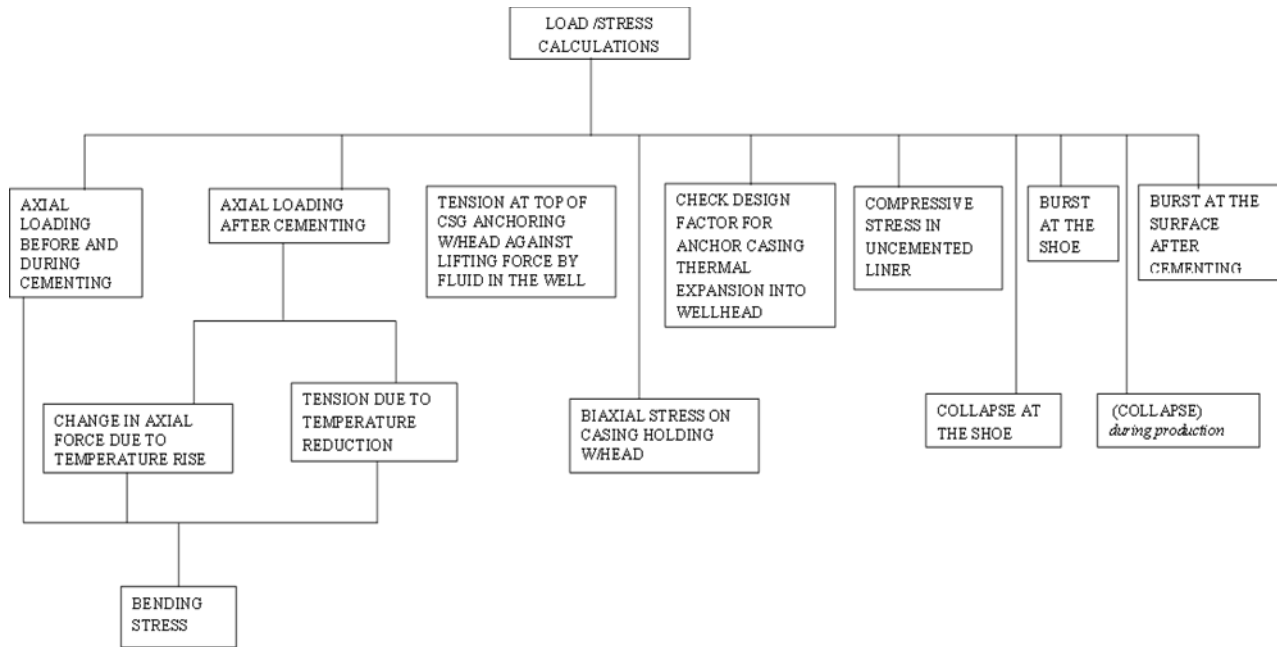 LOAD /STRESS
CALCULATIONS
AXIAL
LOADING
BEFORE AND
DURING
CEMENTING
AXIAL LOADING
AFTER CEMENTING
TENSION AT TOP OF
CSG ANCHORING
W/HEAD AGAINST
LIFTING FORCE BY
FLUID IN THE WELL
CHECK DESIGN
FACTOR FOR
ANCHOR CASING
THERMAL
EXPANSION INTO
WELLHEAD
COMPRESSIVE
STRESS IN
UNCEMENTED
LINER
BURST
AT THE
SHOE
BURST AT THE
SURFACE
AFTER
CEMENTING
CHANGE IN AXIAL
FORCE DUE TO
TEMPERATURE RISE
TENSION DUE TO
TEMPERATURE
REDUCTION
BIAXIAL STRESS ON
CASING HOLDING
W/HEAD
COLLAPSE AT
THE SHOE
(COLLAPSE)
during production
BENDING
STRESS